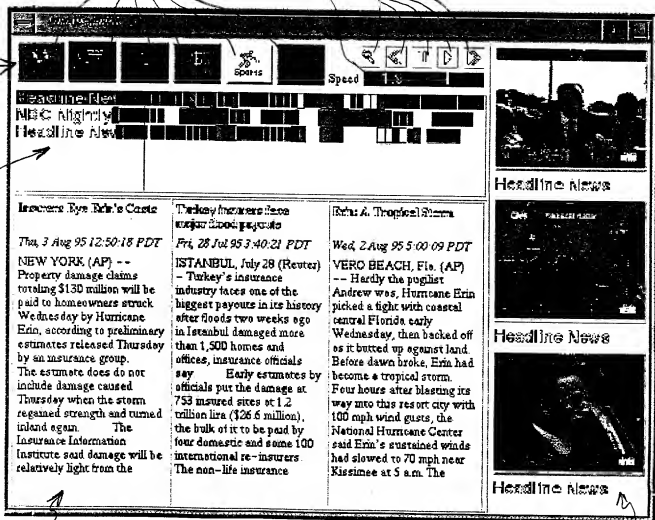 Sports
Speed
Headline New
NBC Nightly
Headline New
Headline News
Headline News
Headline News
Insurers Eye Erin's Costs
Thu, 3 Aug 95 12:50:18 PDT
NEW YORK (AP) --
Property damage claims
totaling $130 million will be
paid to homeowners struck
Wednesday by Hurricane
Erin, according to preliminary
estimates released Thursday
by an insurance group.
The estimate does do not
include damage caused
Thursday when the storm
regained strength and turned
inland again. The
Insurance Information
Institute said damage will be
relatively light from the
Turkey insurers face
major flood payouts
Fri, 28 Jul 95 3:40:21 PDT
ISTANBUL, July 28 (Reuter)
- Turkey's insurance
industry faces one of the
biggest payouts in its history
after floods two weeks ago
in Istanbul damaged more
than 1,500 homes and
offices, insurance officials
say Early estimates by
officials put the damage at
753 insured sites at 1.2
trillion lira ($26.6 million),
the bulk of it to be paid by
four domestic and some 100
international re-insurers.
The non-life insurance
Erin: A Tropical Storm
Wed, 2 Aug 95 5:00:09 PDT
VERO BEACH, Fla. (AP)
-- Hardly the pugilist
Andrew was, Hurricane Erin
picked a fight with coastal
central Florida early
Wednesday, then backed off
as it butted up against land.
Before dawn broke, Erin had
become a tropical storm.
Four hours after blasting its
way into this resort city with
100 mph wind gusts, the
National Hurricane Center
said Erin's sustained winds
had slowed to 70 mph near
Kissimee at 5 a.m. The